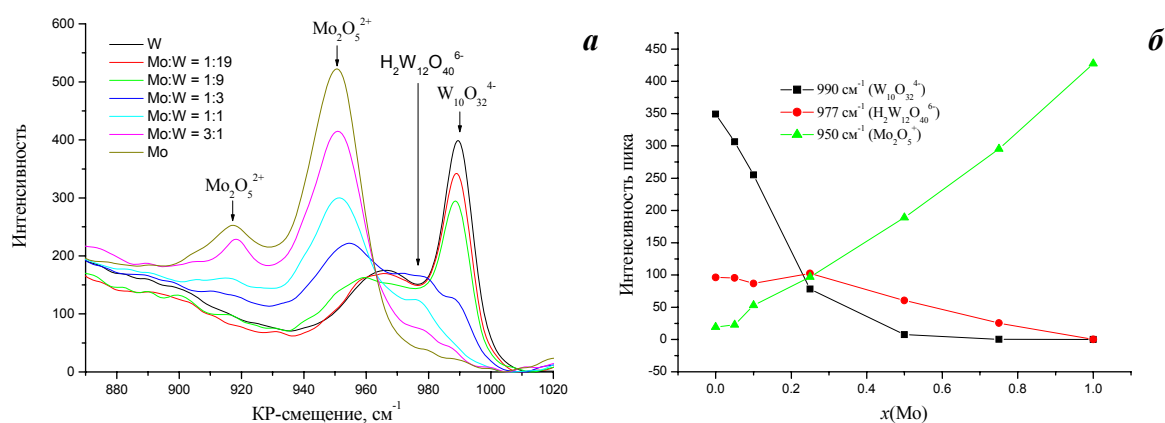 а
Mo₂O₅²⁺
H₂W₁₂O₄₀⁶⁻
W₁₀O₃₂⁴⁻
Mo₂O₅²⁺
W
Mo:W = 1:19
Mo:W = 1:9
Mo:W = 1:3
Mo:W = 1:1
Mo:W = 3:1
Mo
Интенсивность
600
500
400
300
200
100
0
880 900 920 940 960 980 1000 1020
КР-смещение, см⁻¹
б
990 см⁻¹ (W₁₀O₃₂⁴⁻)
977 см⁻¹ (H₂W₁₂O₄₀⁶⁻)
950 см⁻¹ (Mo₂O₅⁺)
Интенсивность пика
450
400
350
300
250
200
150
100
50
0
-50
0.0 0.2 0.4 0.6 0.8 1.0
x(Mo)